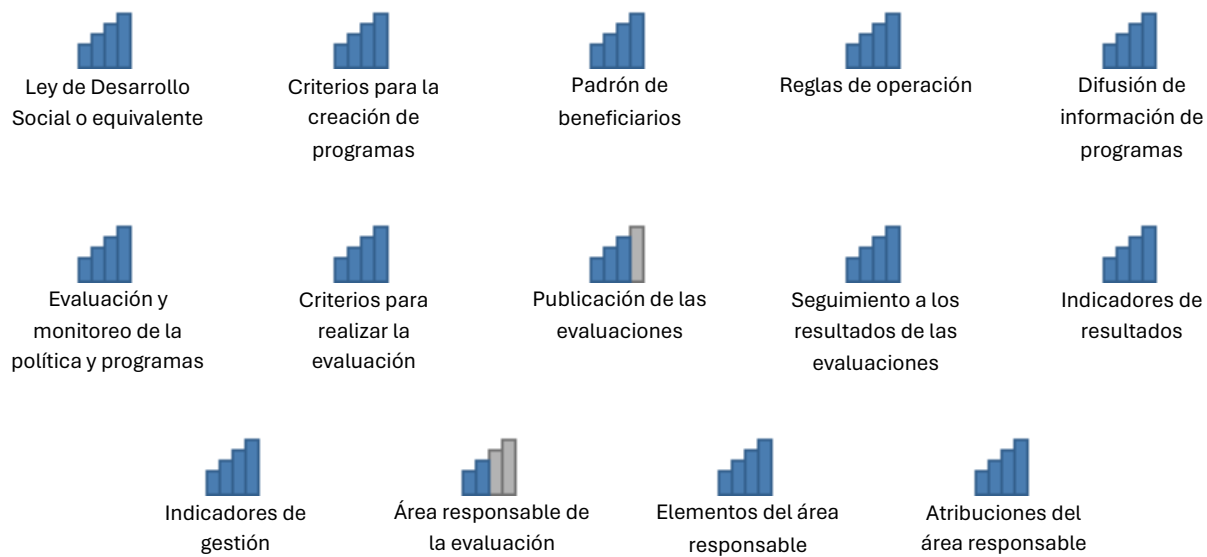 Ley de Desarrollo
Social o equivalente
Criterios para la
creación de
programas
Padrón de
beneficiarios
Reglas de operación
Difusión de
información de
programas
Evaluación y
monitoreo de la
política y programas
Criterios para
realizar la
evaluación
Publicación de las
evaluaciones
Seguimiento a los
resultados de las
evaluaciones
Indicadores de
resultados
Indicadores de
gestión
Área responsable de
la evaluación
Elementos del área
responsable
Atribuciones del
área responsable